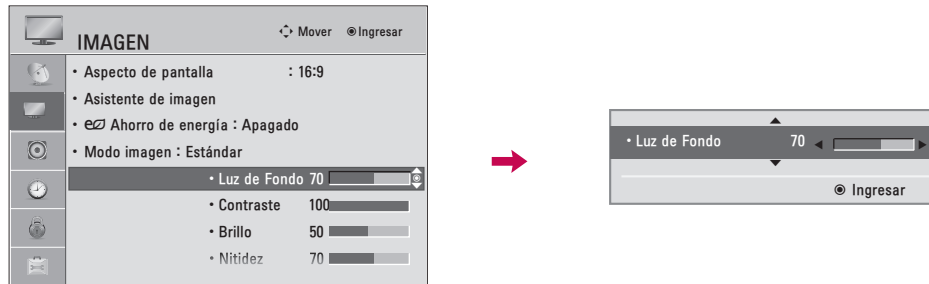 IMAGEN
Mover ◉Ingresar
• Aspecto de pantalla : 16:9
• Asistente de imagen
• Ahorro de energía : Apagado
• Modo imagen : Estándar
• Luz de Fondo 70
• Contraste 100
• Brillo 50
• Nitidez 70
• Luz de Fondo 70
◉ Ingresar